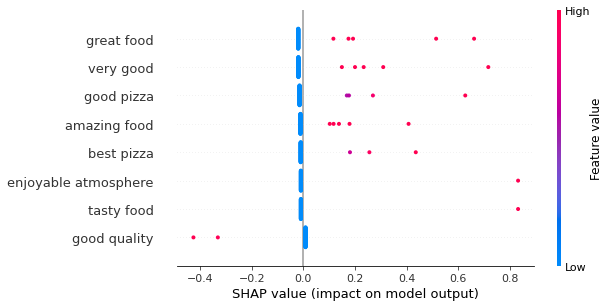 High
great food
very good
good pizza
amazing food
best pizza
enjoyable atmosphere
tasty food
good quality
Feature value
Low
−0.4 −0.2 0.0 0.2 0.4 0.6 0.8
SHAP value (impact on model output)